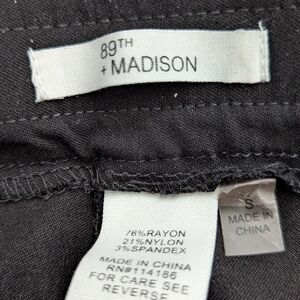 89TH
+ MADISON
76%RAYON
21%NYLON
3%SPANDEX
MADE IN CHINA
RN#114186
FOR CARE SEE
REVERSE
S
MADE IN
CHINA